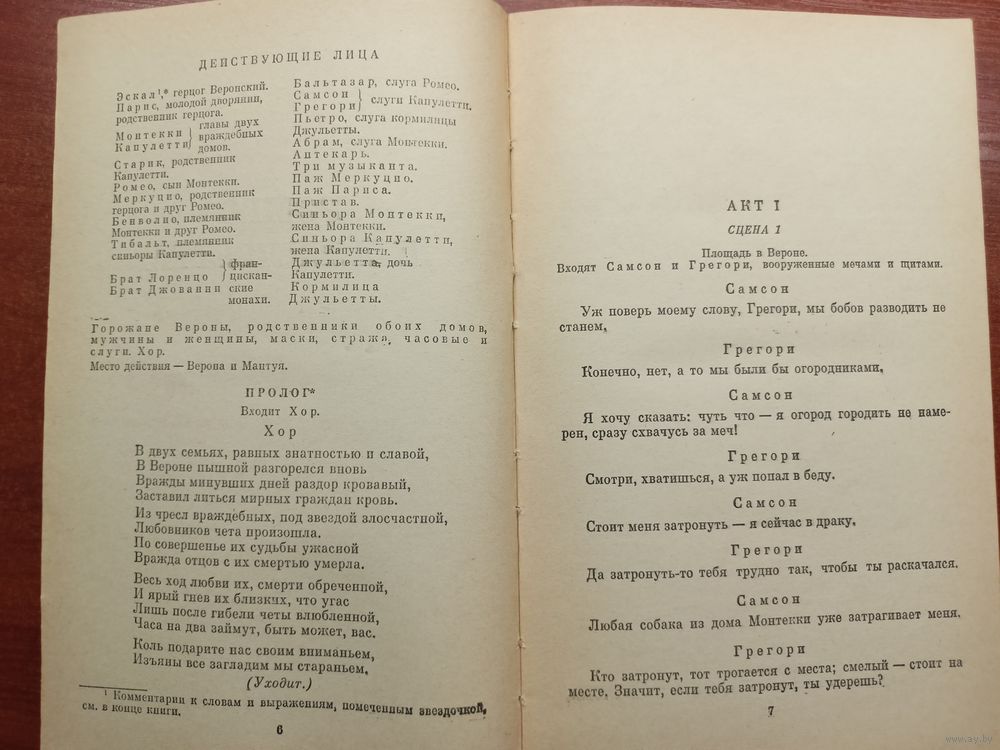 ДЕЙСТВУЮЩИЕ ЛИЦА
Эскал¹,* герцог Веронский.
Парис, молодой дворянин,
родственник герцога.
Монтекки } главы двух
Капулетти } враждебных
домов.
Старик, родственник
Капулетти.
Ромео, сын Монтекки.
Меркуцио, родственник
герцога и друг Ромео.
Бенволио, племянник
Монтекки и друг Ромео.
Тибальт, племянник
синьоры Капулетти.
Брат Лоренцо } фран-
Брат Джованни } цискан-
ские
монахи.
Бальтазар, слуга Ромео.
Самсон }
Грегори } слуги Капулетти.
Пьетро, слуга кормилицы
Джульетты.
Абрам, слуга Монтекки.
Аптекарь.
Три музыканта.
Паж Меркуцио.
Паж Париса.
Пристав.
Синьора Монтекки,
жена Монтекки.
Синьора Капулетти,
жена Капулетти.
Джульетта, дочь
Капулетти.
Кормилица
Джульетты.
Горожане Вероны, родственники обоих домов,
мужчины и женщины, маски, стража, часовые и
слуги. Хор.
Место действия — Верона и Мантуя.
ПРОЛОГ*
Входит Хор.
Хор
В двух семьях, равных знатностью и славой,
В Вероне пышной разгорелся вновь
Вражды минувших дней раздор кровавый,
Заставил литься мирных граждан кровь.
Из чресл враждебных, под звездой злосчастной,
Любовников чета произошла.
По совершенье их судьбы ужасной
Вражда отцов с их смертью умерла.
Весь ход любви их, смерти обреченной,
И ярый гнев их близких, что угас
Лишь после гибели четы влюбленной,
Часа на два займут, быть может, вас.
Коль подарите нас своим вниманьем,
Изъяны все загладим мы стараньем.
(Уходит.)
¹ Комментарии к словам и выражениям, помеченным звездочкой,
см. в конце книги.
6
АКТ I
СЦЕНА 1
Площадь в Вероне.
Входят Самсон и Грегори, вооруженные мечами и щитами.
Самсон
Уж поверь моему слову, Грегори, мы бобов разводить не
станем.
Грегори
Конечно, нет, а то мы были бы огородниками.
Самсон
Я хочу сказать: чуть что — я огород городить не наме-
рен, сразу схвачусь за меч!
Грегори
Смотри, хватишься, а уж попал в беду.
Самсон
Стоит меня затронуть — я сейчас в драку.
Грегори
Да затронуть-то тебя трудно так, чтобы ты раскачался.
Самсон
Любая собака из дома Монтекки уже затрагивает меня.
Грегори
Кто затронут, тот трогается с места; смелый — стоит на
месте. Значит, если тебя затронут, ты удерешь?
7
www.ay.by